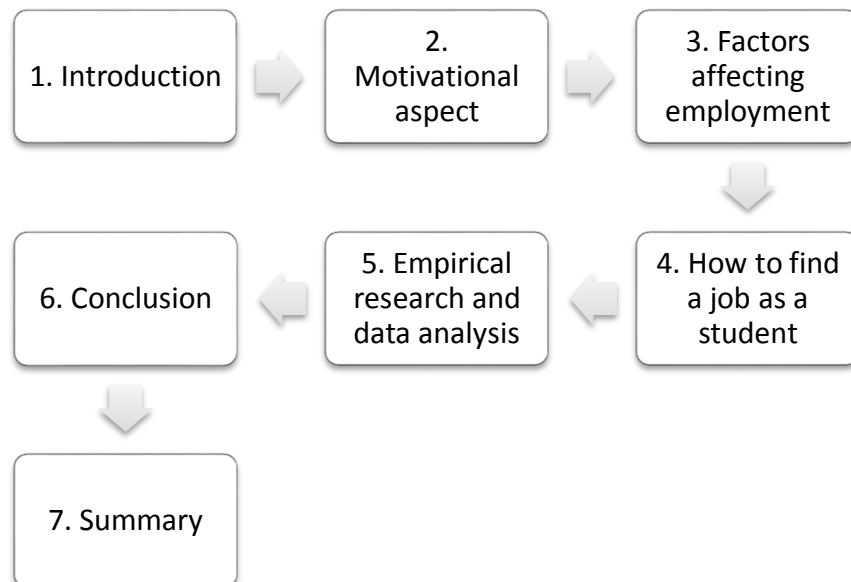 1. Introduction
2.
Motivational
aspect
3. Factors
affecting
employment
4. How to find
a job as a
student
5. Empirical
research and
data analysis
6. Conclusion
7. Summary